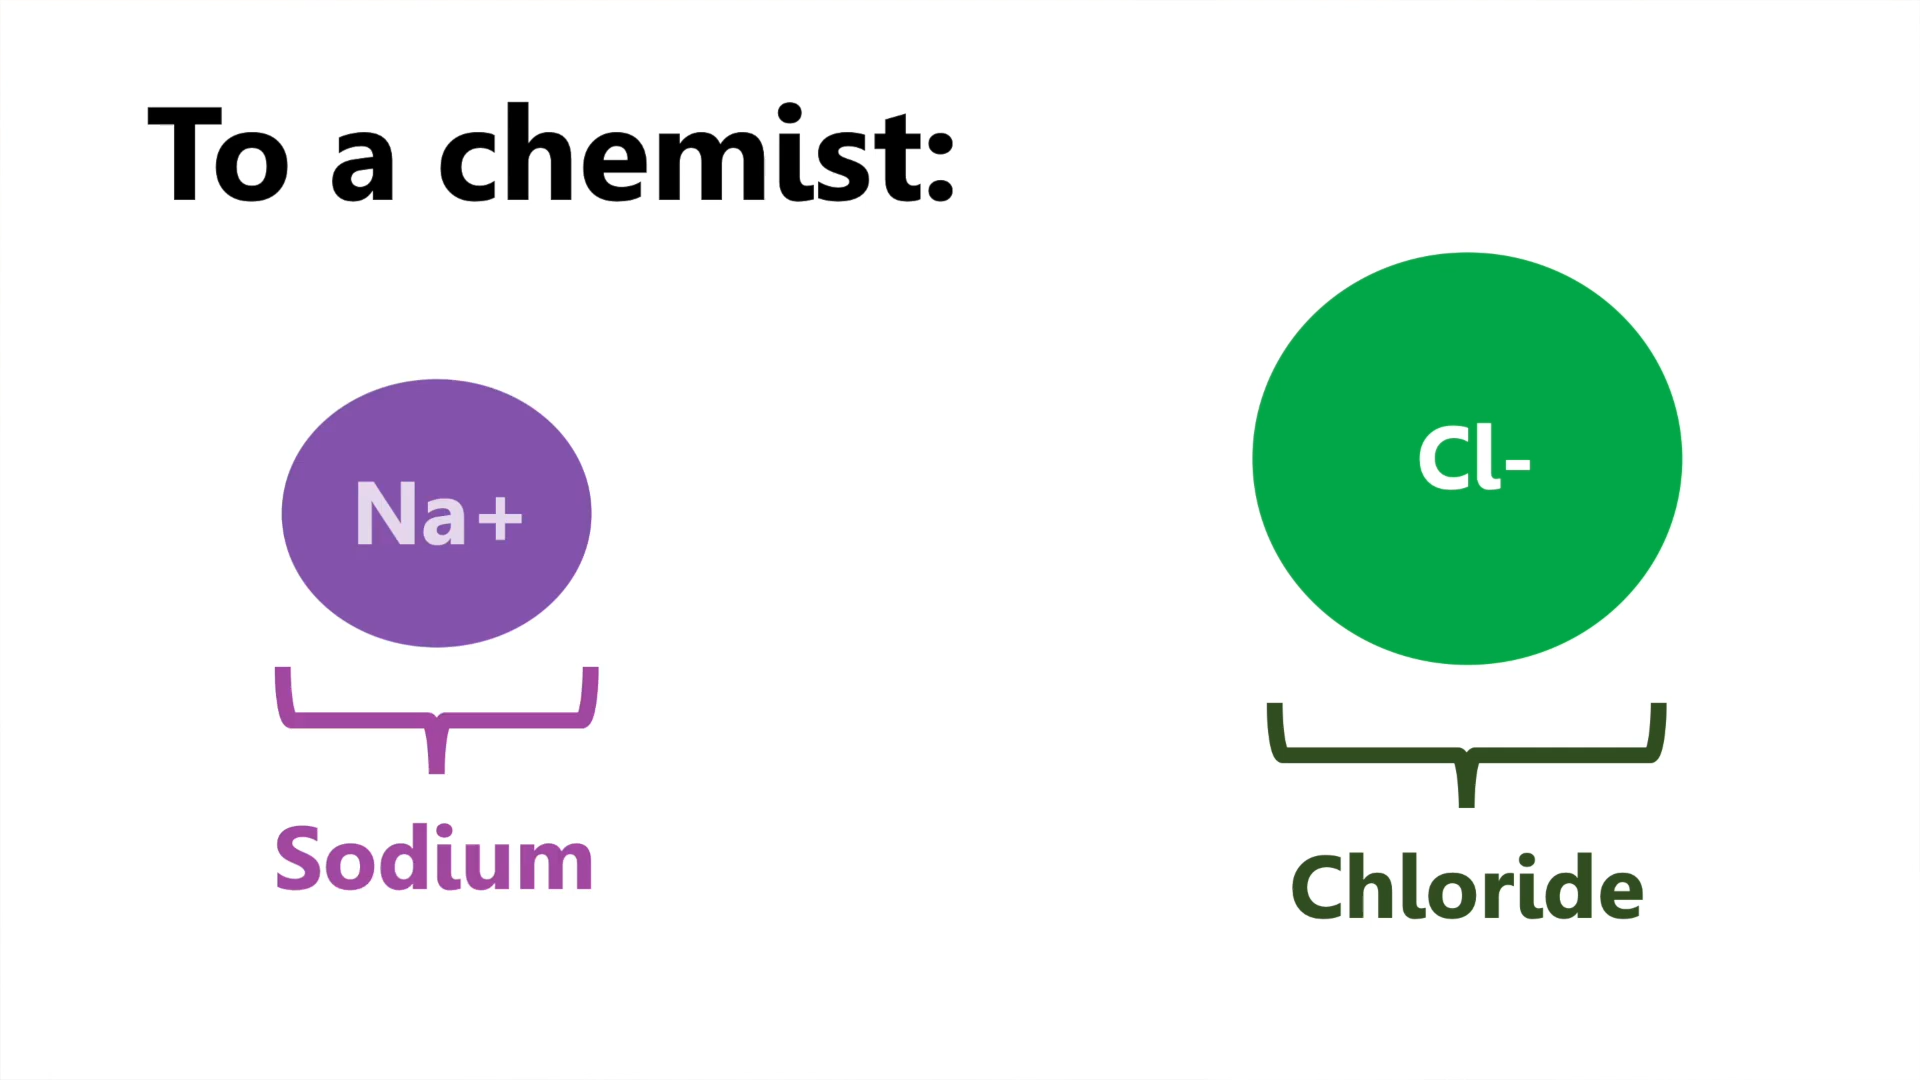 To a chemist:
Na+
Cl-
Sodium
Chloride